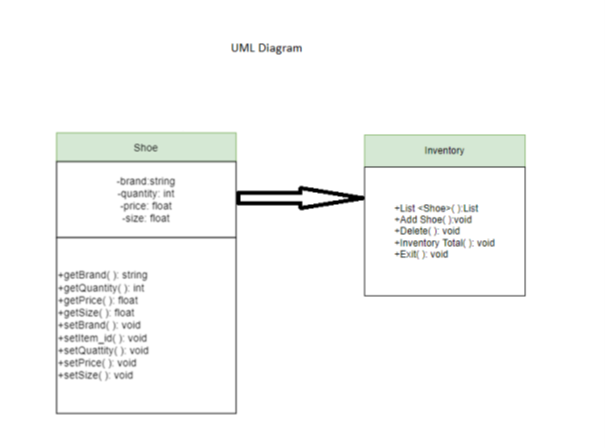 UML Diagram
Shoe
-brand:string
-quantity: int
-price: float
-size: float
+getBrand( ): string
+getQuantity( ): int
+getPrice( ): float
+getSize( ): float
+setBrand( ): void
+setItem_id( ): void
+setQuattity( ): void
+setPrice( ): void
+setSize( ): void
Inventory
+List <Shoe>( ):List
+Add Shoe( ):void
+Delete( ): void
+Inventory Total( ): void
+Exit( ): void